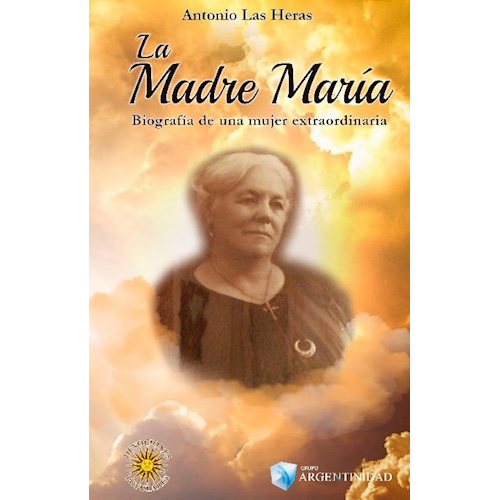 Antonio Las Heras
La
Madre María
Biografía de una mujer extraordinaria
GRUPO
ARGENTINIDAD